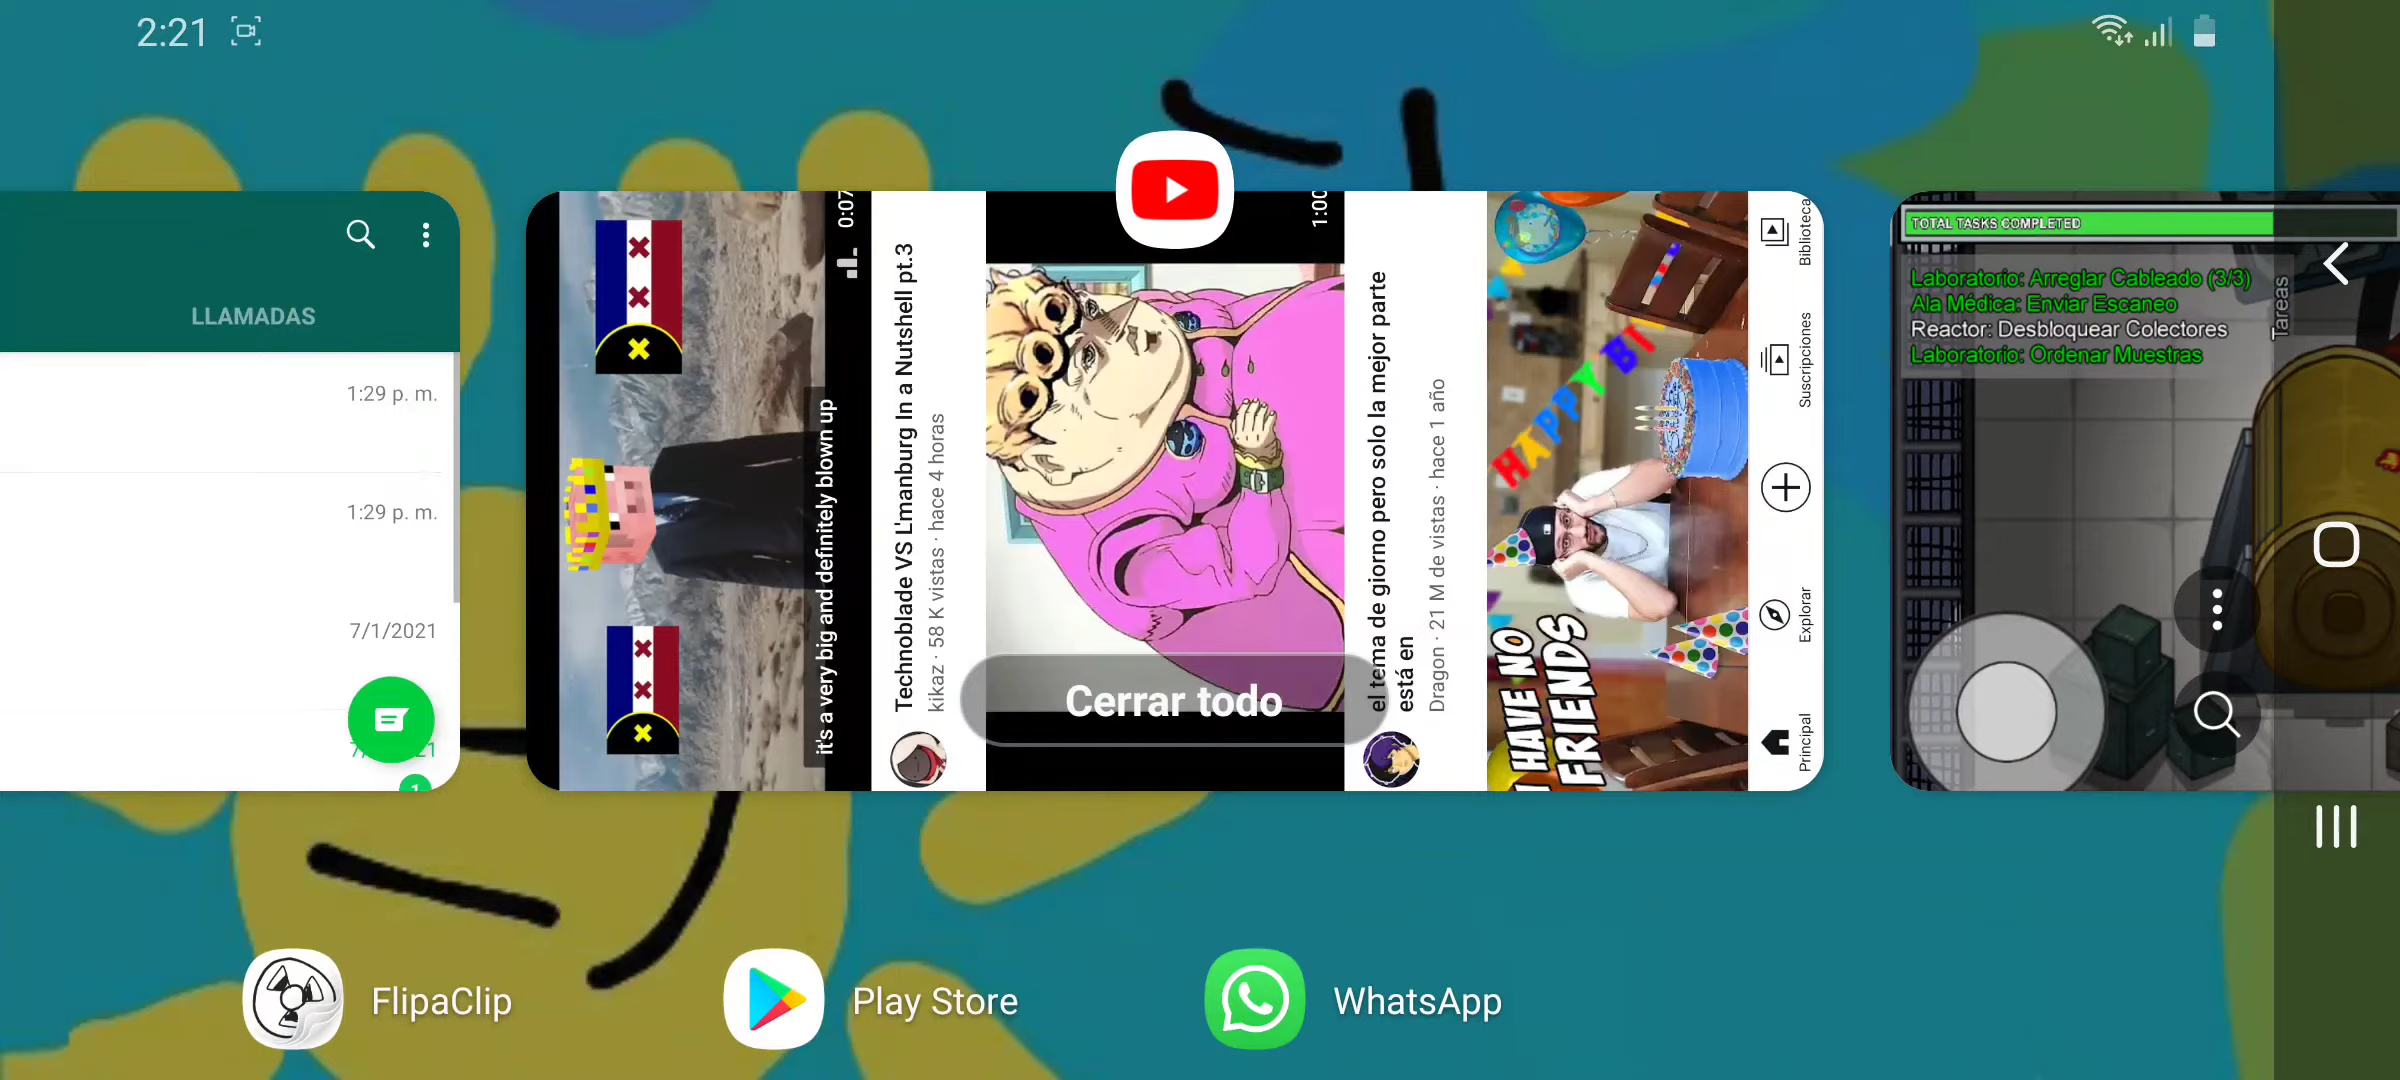 2:21
LLAMADAS
1:29 p. m.
1:29 p. m.
7/1/2021
1
0:07
it's a very big and definitely blown up
Technoblade VS L'manburg In a Nutshell pt.3
kikaz · 58 K vistas · hace 4 horas
1:00
el tema de giorno pero solo la mejor parte
está en
Dragon · 21 M de vistas · hace 1 año
HAPPY BI
I HAVE NO
FRIENDS
Principal
Explorar
Suscripciones
Biblioteca
Cerrar todo
TOTAL TASKS COMPLETED
Laboratorio: Arreglar Cableado (3/3)
Ala Médica: Enviar Escaneo
Reactor: Desbloquear Colectores
Laboratorio: Ordenar Muestras
Tareas
FlipaClip
Play Store
WhatsApp